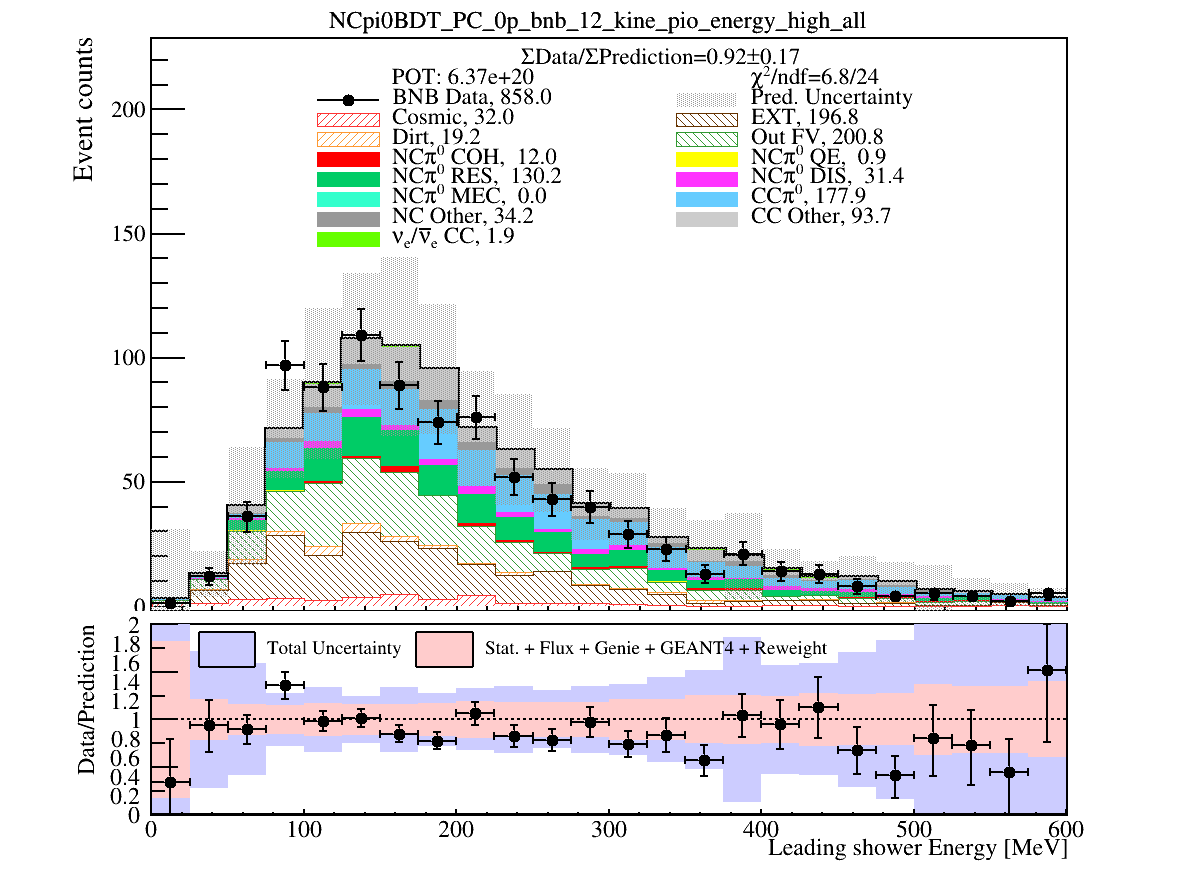 NCpi0BDT_PC_0p_bnb_12_kine_pio_energy_high_all
ΣData/ΣPrediction=0.92±0.17
POT: 6.37e+20
χ²/ndf=6.8/24
BNB Data, 858.0
Pred. Uncertainty
Cosmic, 32.0
EXT, 196.8
Dirt, 19.2
Out FV, 200.8
NCπ⁰ COH, 12.0
NCπ⁰ QE, 0.9
NCπ⁰ RES, 130.2
NCπ⁰ DIS, 31.4
NCπ⁰ MEC, 0.0
CCπ⁰, 177.9
NC Other, 34.2
CC Other, 93.7
νₑ/ν̅ₑ CC, 1.9
Event counts
200
150
100
50
0
Total Uncertainty
Stat. + Flux + Genie + GEANT4 + Reweight
Data/Prediction
2
1.8
1.6
1.4
1.2
1
0.8
0.6
0.4
0.2
0
0 100 200 300 400 500 600
Leading shower Energy [MeV]